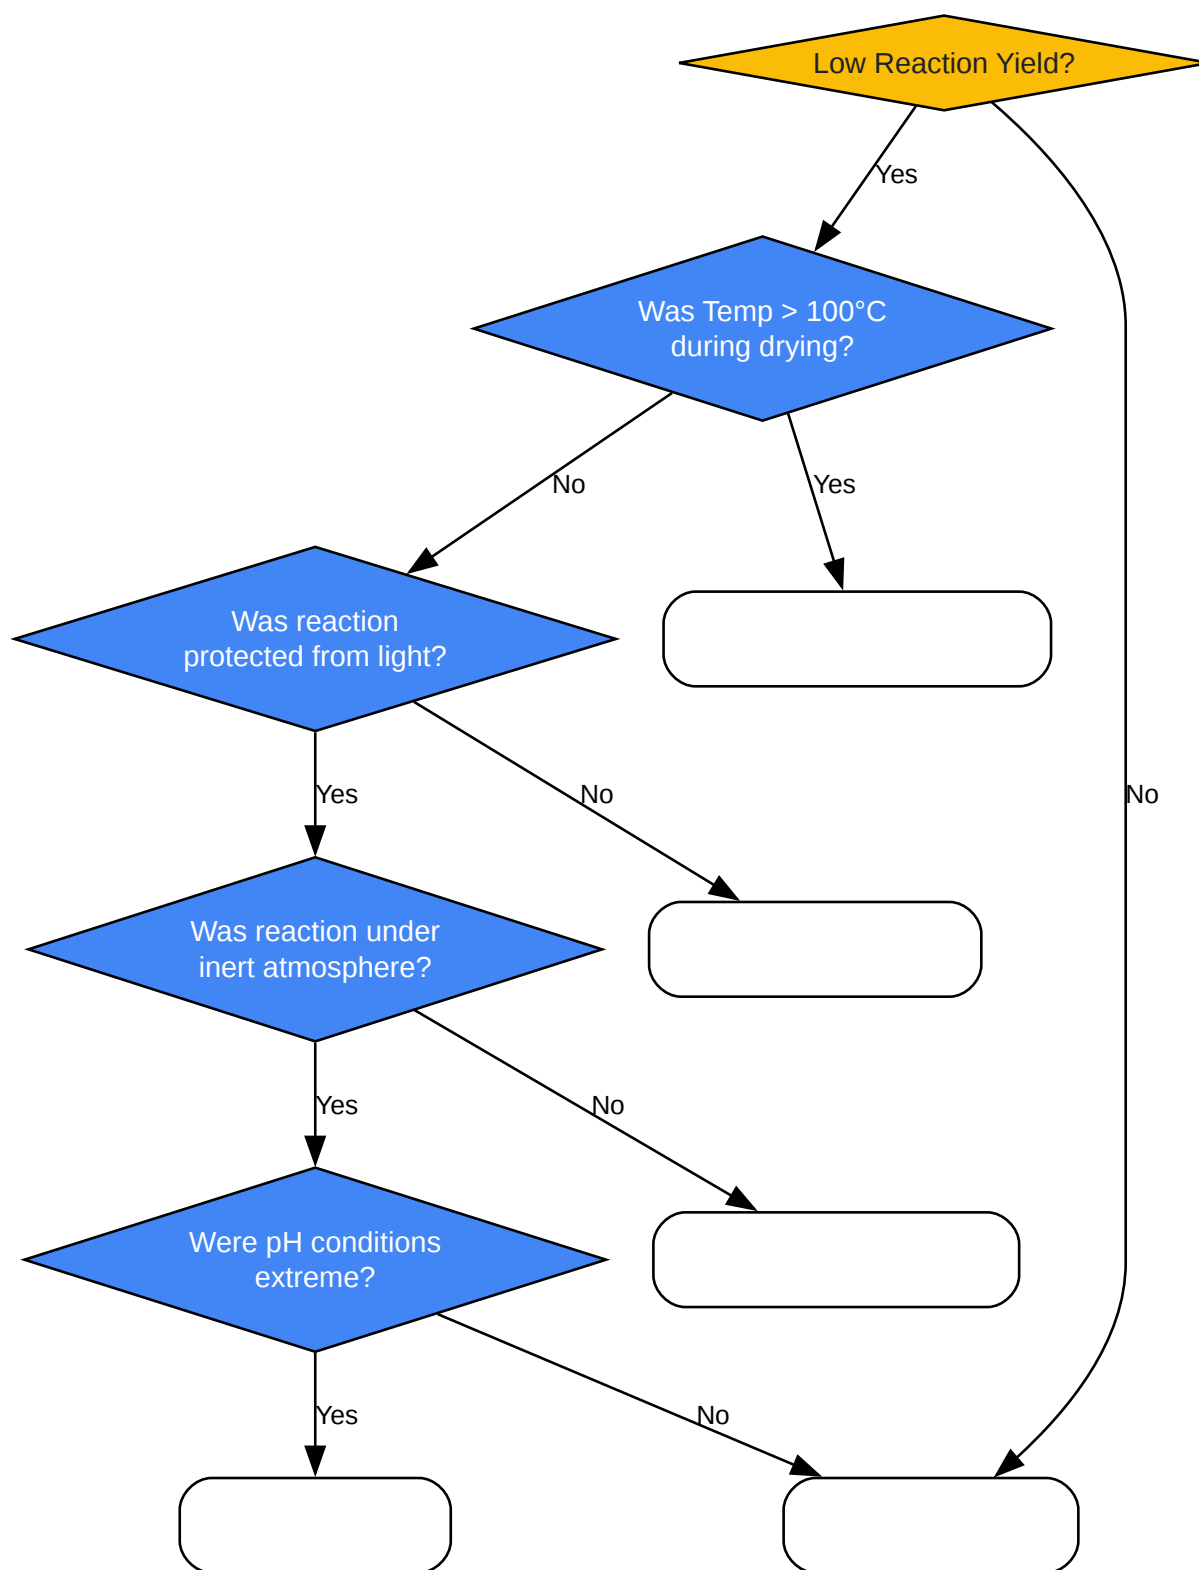 Low Reaction Yield?
Yes
Was Temp > 100°C
during drying?
No
Yes
Was reaction
protected from light?
Yes
No
No
Was reaction under
inert atmosphere?
Yes
No
Were pH conditions
extreme?
Yes
No